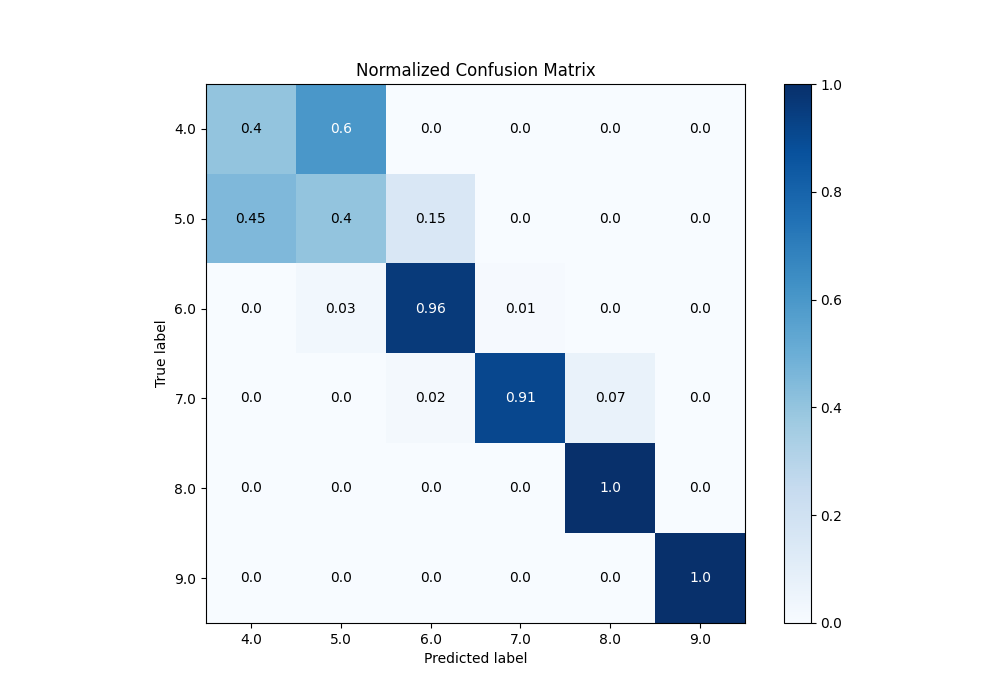 Normalized Confusion Matrix
True label
4.0 0.4 0.6 0.0 0.0 0.0 0.0
5.0 0.45 0.4 0.15 0.0 0.0 0.0
6.0 0.0 0.03 0.96 0.01 0.0 0.0
7.0 0.0 0.0 0.02 0.91 0.07 0.0
8.0 0.0 0.0 0.0 0.0 1.0 0.0
9.0 0.0 0.0 0.0 0.0 0.0 1.0
4.0 5.0 6.0 7.0 8.0 9.0
Predicted label
1.0
0.8
0.6
0.4
0.2
0.0